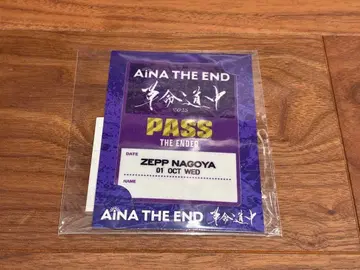 AiNA THE END
革命道中
PASS
THE ENDER
DATE
ZEPP NAGOYA
01 OCT WED
NAME
AiNA THE END 革命道中